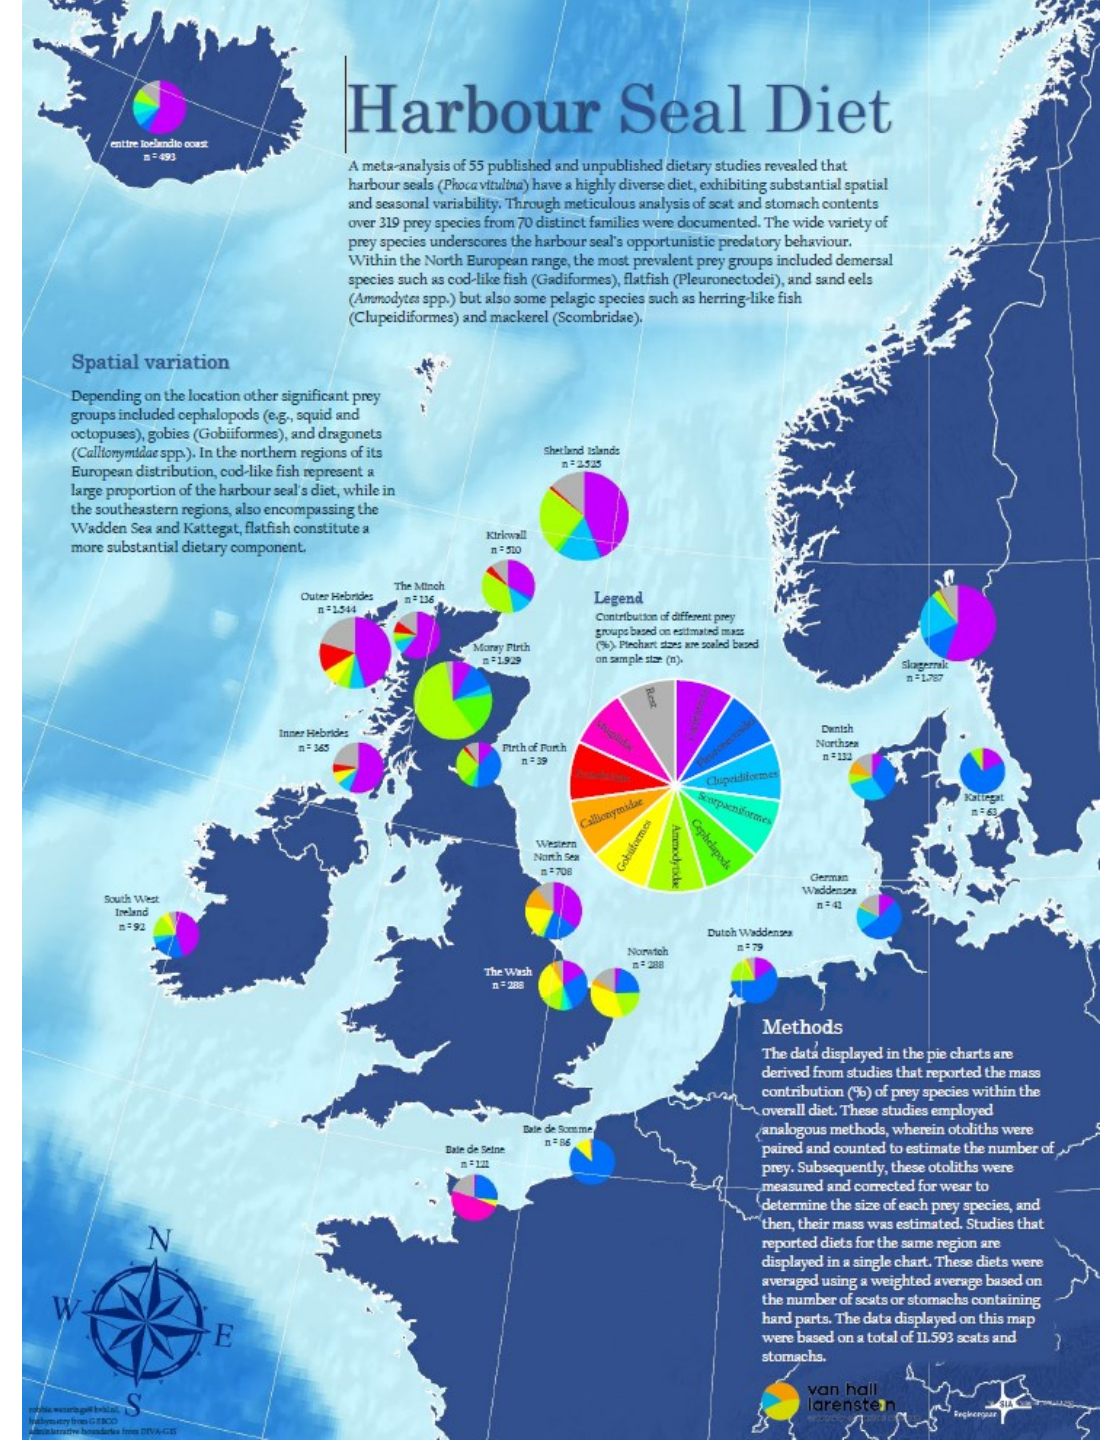 Harbour Seal Diet
A meta-analysis of 55 published and unpublished dietary studies revealed that
harbour seals (Phoca vitulina) have a highly diverse diet, exhibiting substantial spatial
and seasonal variability. Through meticulous analysis of scat and stomach contents
over 319 prey species from 70 distinct families were documented. The wide variety of
prey species underscores the harbour seal's opportunistic predatory behaviour.
Within the North European range, the most prevalent prey groups included demersal
species such as cod-like fish (Gadiformes), flatfish (Pleuronectodei), and sand eels
(Ammodytes spp.) but also some pelagic species such as herring-like fish
(Clupeidiformes) and mackerel (Scombridae).
entire Icelandic coast
n = 493
Spatial variation
Depending on the location other significant prey
groups included cephalopods (e.g., squid and
octopuses), gobies (Gobiiformes), and dragonets
(Callionymidae spp.). In the northern regions of its
European distribution, cod-like fish represent a
large proportion of the harbour seal's diet, while in
the southeastern regions, also encompassing the
Wadden Sea and Kattegat, flatfish constitute a
more substantial dietary component.
Shetland Islands
n = 2.525
Kirkwall
n = 510
The Minch
n = 136
Outer Hebrides
n = 1.544
Moray Firth
n = 1.929
Inner Hebrides
n = 365
Firth of Forth
n = 39
Legend
Contribution of different prey
groups based on estimated mass
(%). Piechart sizes are scaled based
on sample size (n).
Rest
Clupeidiformes
Scorpaeniformes
Cephelapods
Ammodytidae
Gobiiformes
Callionymidae
Skagerrak
n = 1.787
Danish
Northsea
n = 132
Kattegat
n = 63
German
Waddensea
n = 41
Western
North Sea
n = 708
South West
Ireland
n = 92
Dutch Waddensea
n = 79
Norwich
n = 288
The Wash
n = 288
Baie de Somme
n = 86
Baie de Seine
n = 121
Methods
The data displayed in the pie charts are
derived from studies that reported the mass
contribution (%) of prey species within the
overall diet. These studies employed
analogous methods, wherein otoliths were
paired and counted to estimate the number of
prey. Subsequently, these otoliths were
measured and corrected for wear to
determine the size of each prey species, and
then, their mass was estimated. Studies that
reported diets for the same region are
displayed in a single chart. These diets were
averaged using a weighted average based on
the number of scats or stomachs containing
hard parts. The data displayed on this map
were based on a total of 11.593 scats and
stomachs.
N
W
E
S
bathymetry from GEBCO
administrative boundaries from DIVA-GIS
van hall
larenstein
Regieorgaan
SIA